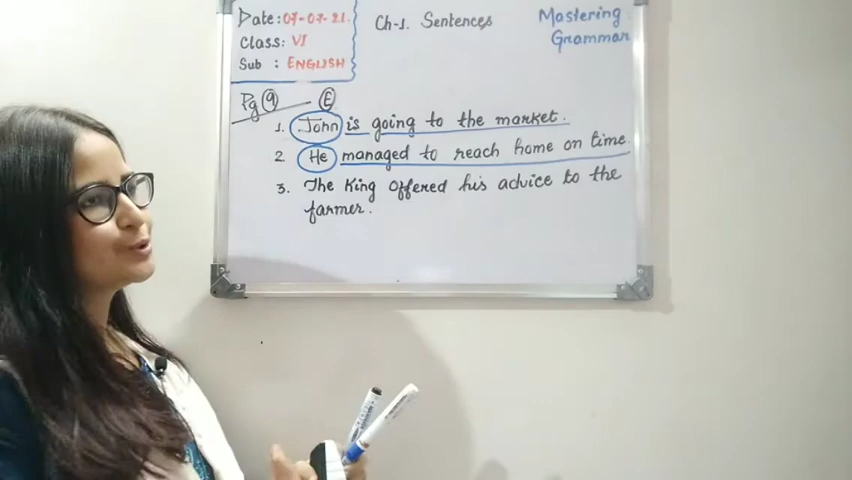 Date: 07-07-21.
Class: VI
Sub : ENGLISH
Ch-1. Sentences
Mastering
Grammar
Pg 9 E
1. John is going to the market.
2. He managed to reach home on time.
3. The King offered his advice to the
farmer.